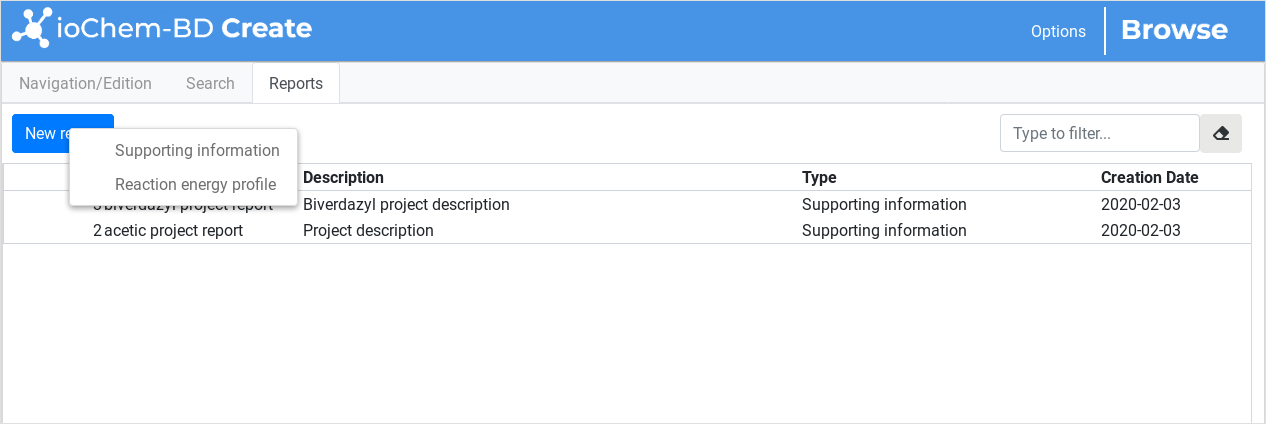 ioChem-BD Create
Options
Browse
Navigation/Edition Search Reports
New re
Type to filter...
Supporting information
Reaction energy profile
Description Type Creation Date
3 biverdazyl project report Biverdazyl project description Supporting information 2020-02-03
2 acetic project report Project description Supporting information 2020-02-03